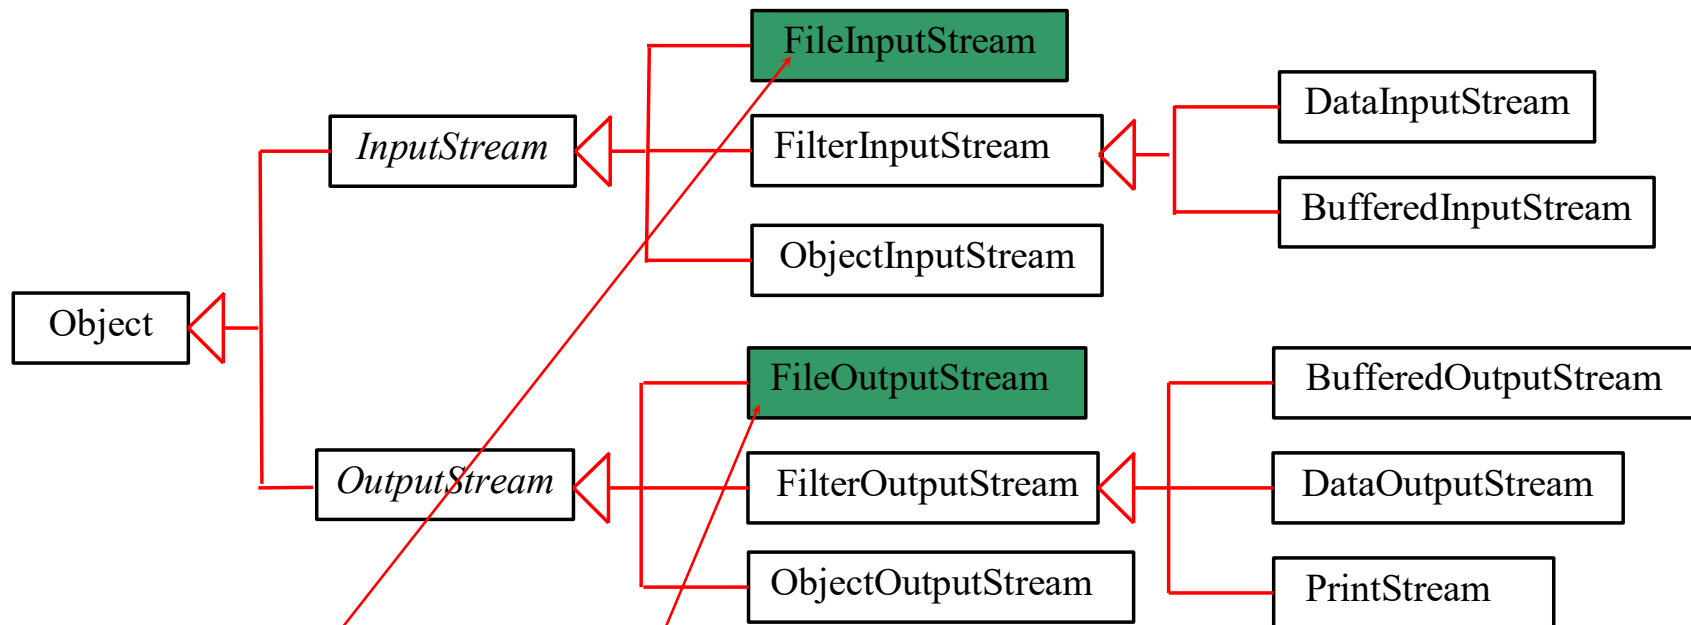 FileInputStream
DataInputStream
InputStream
FilterInputStream
BufferedInputStream
ObjectInputStream
Object
FileOutputStream
BufferedOutputStream
OutputStream
FilterOutputStream
DataOutputStream
ObjectOutputStream
PrintStream